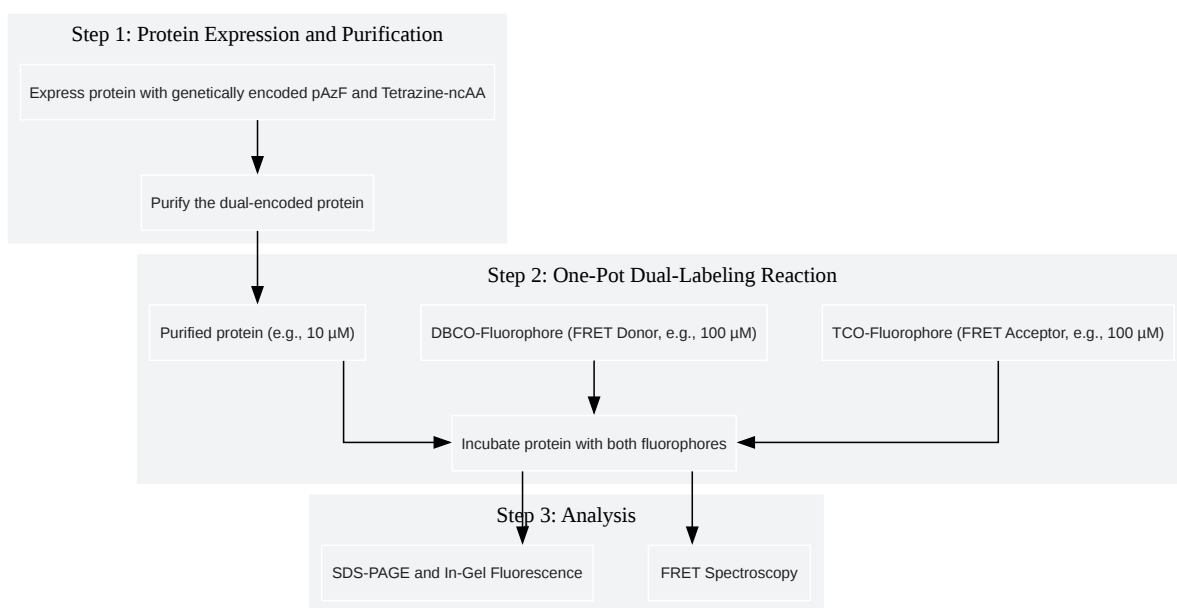 Step 1: Protein Expression and Purification
Express protein with genetically encoded pAzF and Tetrazine-ncAA
Purify the dual-encoded protein
Step 2: One-Pot Dual-Labeling Reaction
Purified protein (e.g., 10 µM)
DBCO-Fluorophore (FRET Donor, e.g., 100 µM)
TCO-Fluorophore (FRET Acceptor, e.g., 100 µM)
Incubate protein with both fluorophores
Step 3: Analysis
SDS-PAGE and In-Gel Fluorescence
FRET Spectroscopy